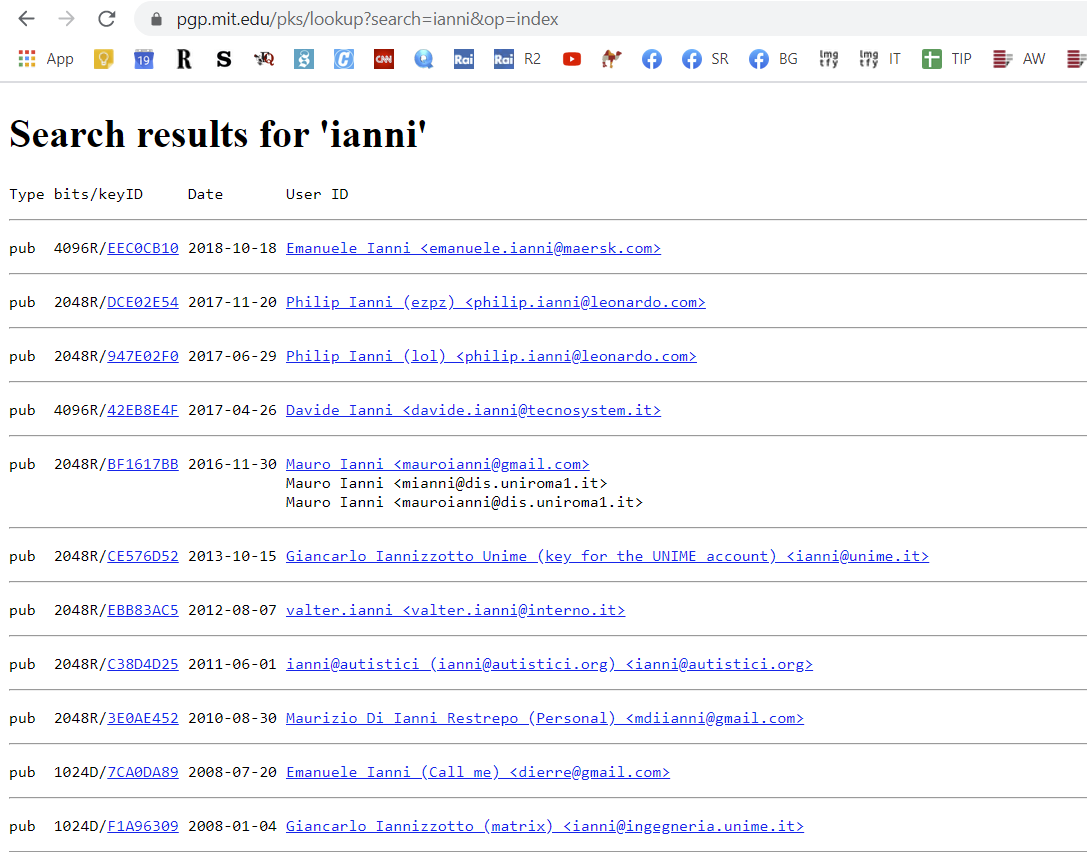 pgp.mit.edu/pks/lookup?search=ianni&op=index
App 19 R S CNN Rai Rai R2 SR BG lmg tfy lmg tfy IT TIP AW
Search results for 'ianni'
Type bits/keyID Date User ID
pub 4096R/EEC0CB10 2018-10-18 Emanuele Ianni <emanuele.ianni@maersk.com>
pub 2048R/DCE02E54 2017-11-20 Philip Ianni (ezpz) <philip.ianni@leonardo.com>
pub 2048R/947E02F0 2017-06-29 Philip Ianni (lol) <philip.ianni@leonardo.com>
pub 4096R/42EB8E4F 2017-04-26 Davide Ianni <davide.ianni@tecnosystem.it>
pub 2048R/BF1617BB 2016-11-30 Mauro Ianni <mauroianni@gmail.com>
Mauro Ianni <mianni@dis.uniroma1.it>
Mauro Ianni <mauroianni@dis.uniroma1.it>
pub 2048R/CE576D52 2013-10-15 Giancarlo Iannizzotto Unime (key for the UNIME account) <ianni@unime.it>
pub 2048R/EBB83AC5 2012-08-07 valter.ianni <valter.ianni@interno.it>
pub 2048R/C38D4D25 2011-06-01 ianni@autistici (ianni@autistici.org) <ianni@autistici.org>
pub 2048R/3E0AE452 2010-08-30 Maurizio Di Ianni Restrepo (Personal) <mdiianni@gmail.com>
pub 1024D/7CA0DA89 2008-07-20 Emanuele Ianni (Call me) <dierre@gmail.com>
pub 1024D/F1A96309 2008-01-04 Giancarlo Iannizzotto (matrix) <ianni@ingegneria.unime.it>